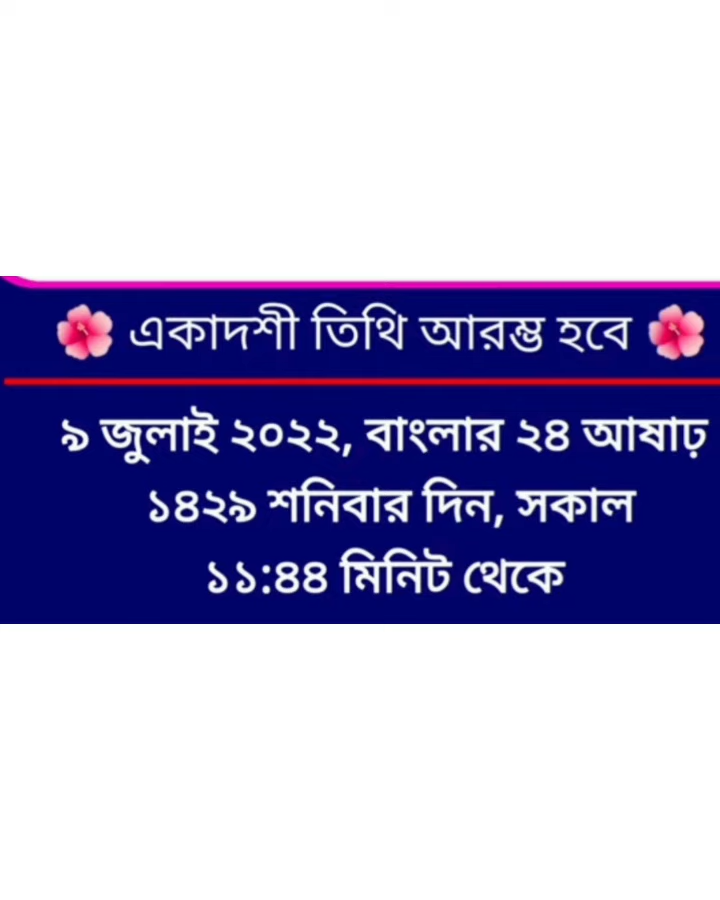 একাদশী তিথি আরম্ভ হবে
৯ জুলাই ২০২২, বাংলার ২৪ আষাঢ়
১৪২৯ শনিবার দিন, সকাল
১১:৪৪ মিনিট থেকে